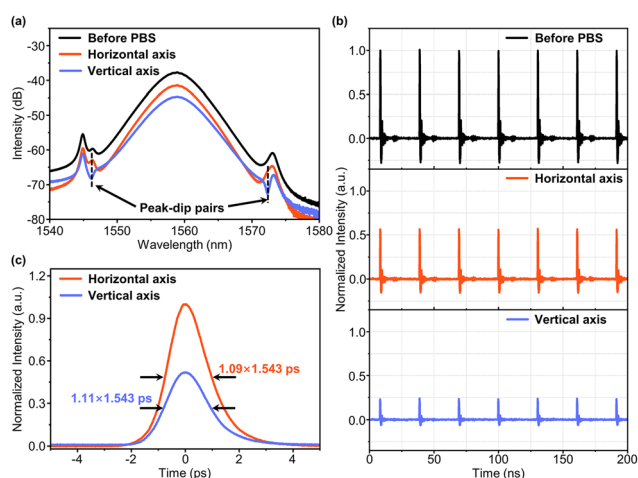 (a)
Before PBS
Horizontal axis
Vertical axis
Peak-dip pairs
Intensity (dB)
-25
-30
-40
-50
-60
-70
-80
1540
1550
1560
1570
1580
Wavelength (nm)
(b)
Before PBS
Horizontal axis
Vertical axis
Normalized Intensity (a.u.)
1.0
0.5
0.0
1.0
0.5
0.0
1.0
0.5
0.0
0
50
100
150
200
Time (ns)
(c)
Horizontal axis
Vertical axis
1.09×1.543 ps
1.11×1.543 ps
Normalized Intensity (a.u.)
1.2
0.9
0.6
0.3
0.0
-4
-2
0
2
4
Time (ps)